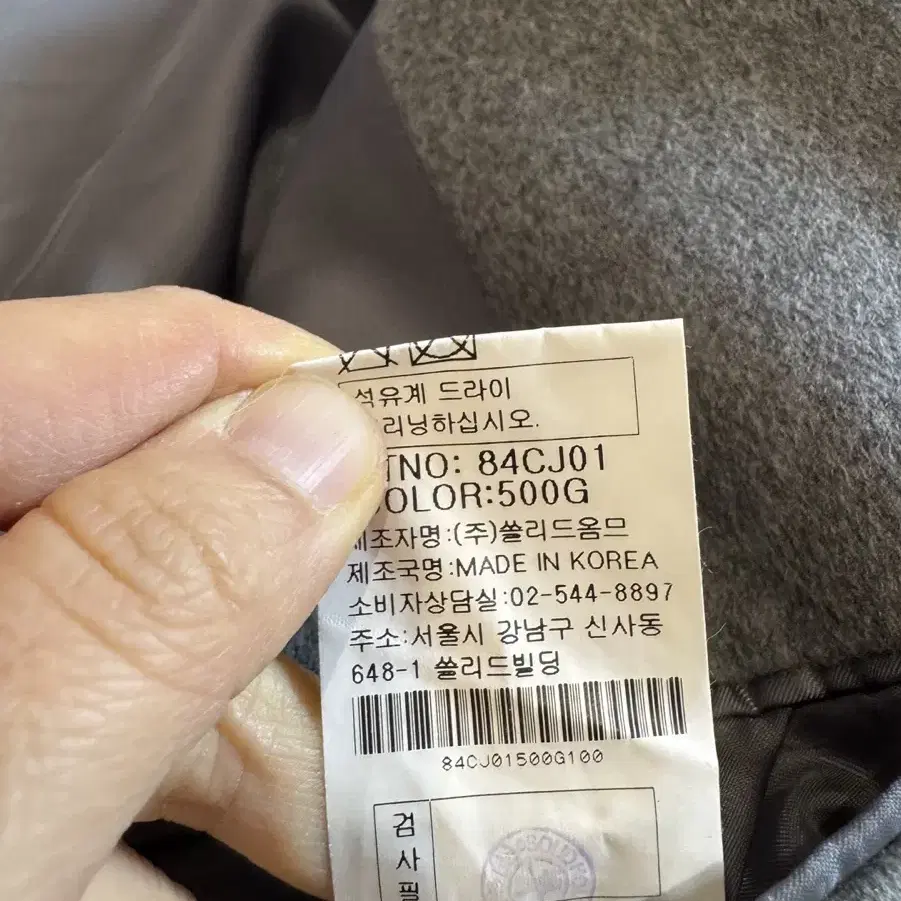 석유계 드라이
리닝하십시오.
TNO: 84CJ01
OLOR:500G
제조자명:(주)쏠리드옴므
제조국명:MADE IN KOREA
소비자상담실:02-544-8897
주소:서울시 강남구 신사동
648-1 쏠리드빌딩
84CJ01500G100
검
사
필